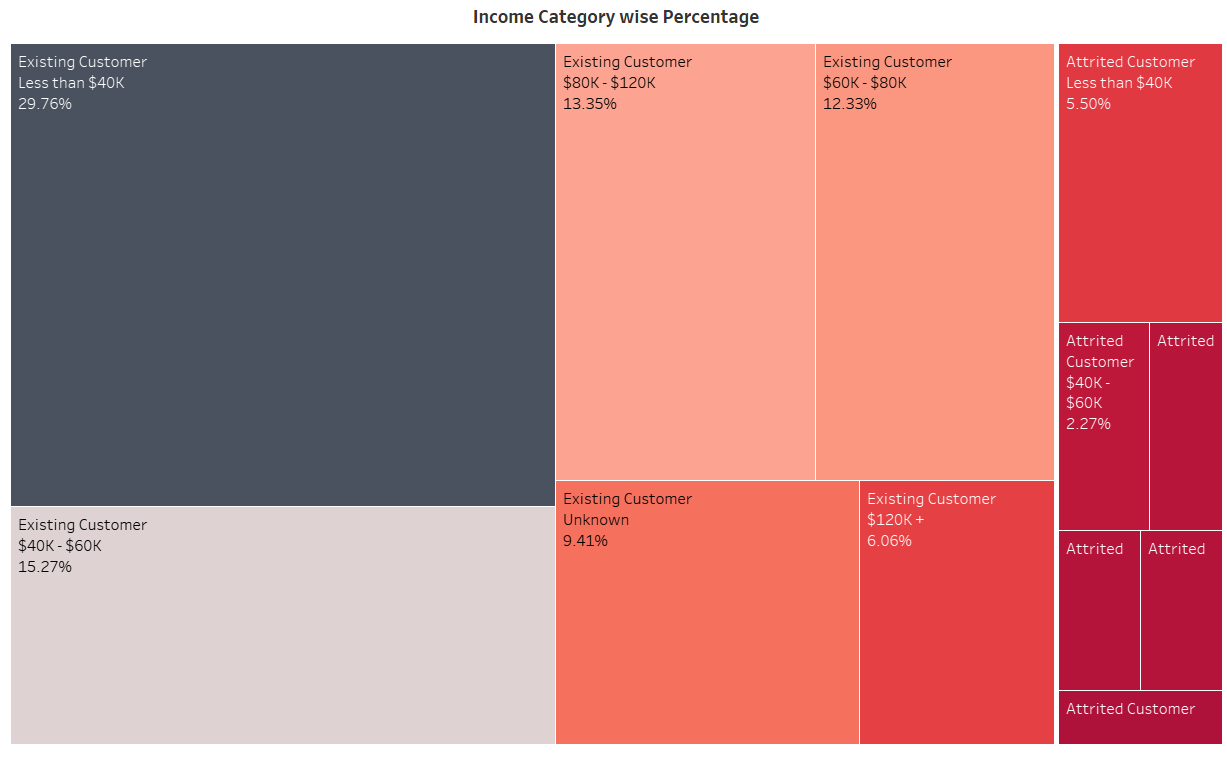 Income Category wise Percentage
Existing Customer
Less than $40K
29.76%
Existing Customer
$40K - $60K
15.27%
Existing Customer
$80K - $120K
13.35%
Existing Customer
$60K - $80K
12.33%
Existing Customer
Unknown
9.41%
Existing Customer
$120K +
6.06%
Attrited Customer
Less than $40K
5.50%
Attrited
Customer
$40K -
$60K
2.27%
Attrited
Attrited
Attrited
Attrited Customer